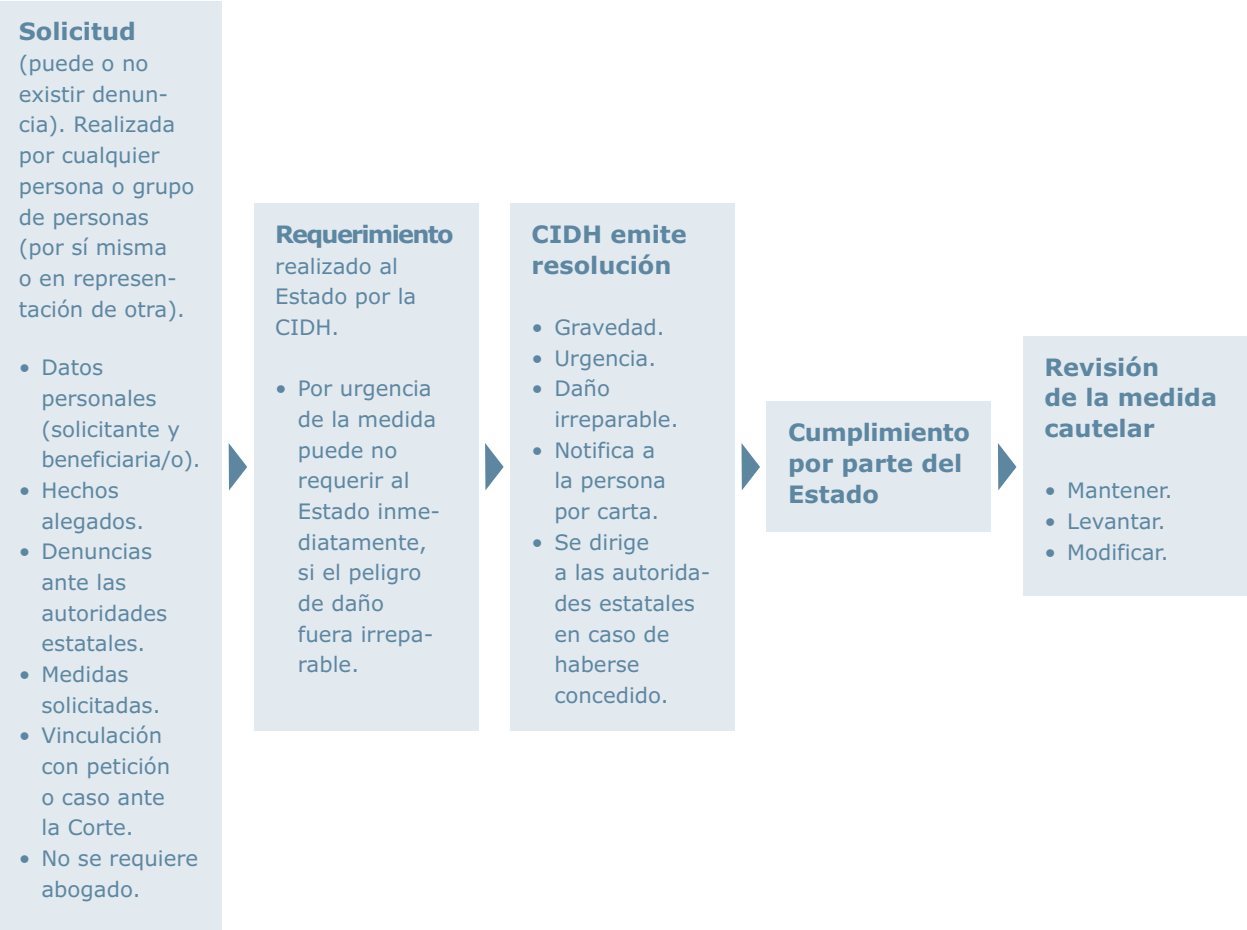 Solicitud
(puede o no
existir denun-
cia). Realizada
por cualquier
persona o grupo
de personas
(por sí misma
o en represen-
tación de otra).
• Datos
personales
(solicitante y
beneficiaria/o).
• Hechos
alegados.
• Denuncias
ante las
autoridades
estatales.
• Medidas
solicitadas.
• Vinculación
con petición
o caso ante
la Corte.
• No se requiere
abogado.
Requerimiento
realizado al
Estado por la
CIDH.
• Por urgencia
de la medida
puede no
requerir al
Estado inme-
diatamente,
si el peligro
de daño
fuera irrepa-
rable.
CIDH emite
resolución
• Gravedad.
• Urgencia.
• Daño
irreparable.
• Notifica a
la persona
por carta.
• Se dirige
a las autorida-
des estatales
en caso de
haberse
concedido.
Cumplimiento
por parte del
Estado
Revisión
de la medida
cautelar
• Mantener.
• Levantar.
• Modificar.